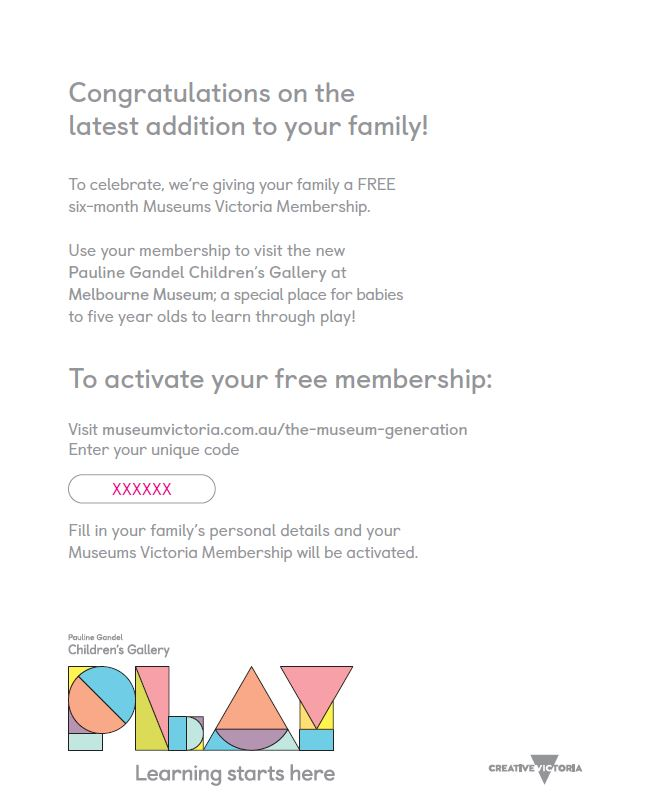 Congratulations on the
latest addition to your family!
To celebrate, we're giving your family a FREE
six-month Museums Victoria Membership.
Use your membership to visit the new
Pauline Gandel Children's Gallery at
Melbourne Museum; a special place for babies
to five year olds to learn through play!
To activate your free membership:
Visit museumvictoria.com.au/the-museum-generation
Enter your unique code
XXXXXX
Fill in your family's personal details and your
Museums Victoria Membership will be activated.
Pauline Gandel
Children's Gallery
PLAY
Learning starts here
CREATIVE VICTORIA